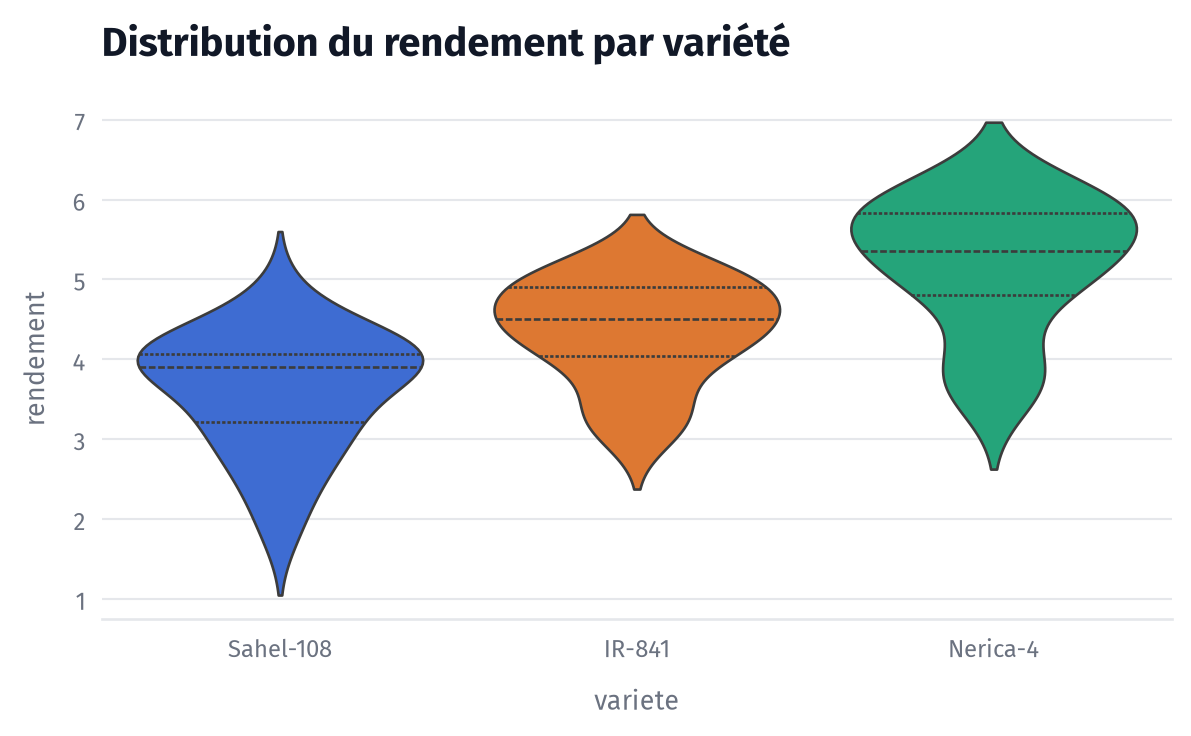 Distribution du rendement par variété
7
6
5
4
3
2
1
rendement
Sahel-108 IR-841 Nerica-4
variete